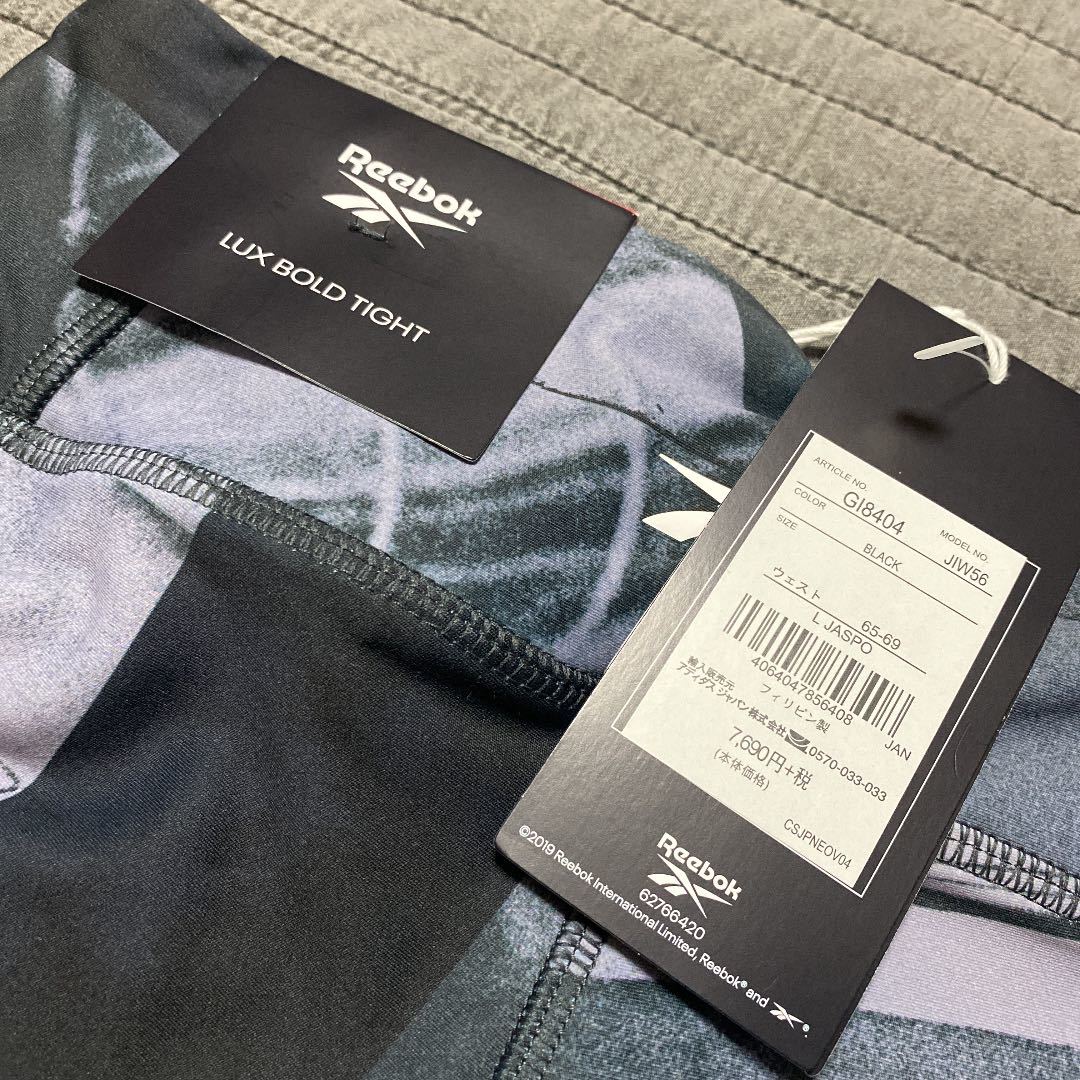 Reebok
LUX BOLD TIGHT
ARTICLE NO. MODEL NO.
GI8404 JIW56
COLOR BLACK
SIZE
ウェスト 65-69
L JASPO
4064047856408 JAN
輸入販売元 フィリピン製
アディダス ジャパン株式会社 0570-033-033
7,690円+税
(本体価格)
CSJPNEOV04
Reebok
62766420
©2019 Reebok International Limited, Reebok® and ®